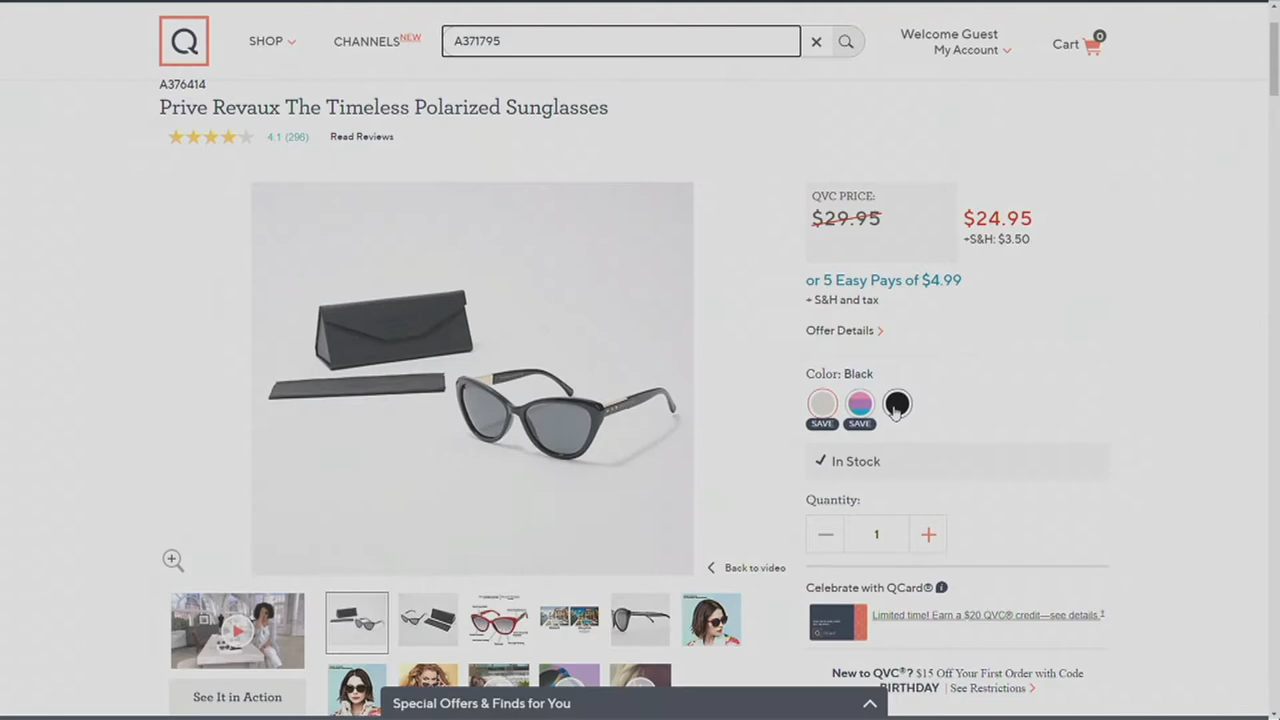 Q
SHOP
CHANNELS NEW
A371795
Welcome Guest
My Account
Cart
0
A376414
Prive Revaux The Timeless Polarized Sunglasses
4.1 (296)
Read Reviews
QVC PRICE:
$29.95
$24.95
+S&H: $3.50
or 5 Easy Pays of $4.99
+ S&H and tax
Offer Details
Color: Black
SAVE
SAVE
In Stock
Quantity:
1
Back to video
Celebrate with QCard®
Limited time! Earn a $20 QVC® credit—see details.‡
New to QVC®? $15 Off Your First Order with Code
BIRTHDAY | See Restrictions
See It in Action
Special Offers & Finds for You